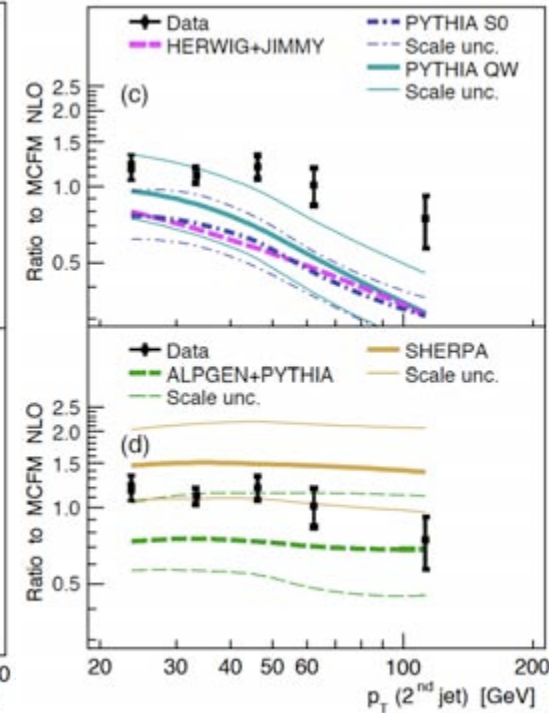 Data
HERWIG+JIMMY
PYTHIA S0
Scale unc.
PYTHIA QW
Scale unc.
(c)
2.5
2.0
1.5
1.0
0.5
Ratio to MCFM NLO
Data
ALPGEN+PYTHIA
Scale unc.
SHERPA
Scale unc.
(d)
2.5
2.0
1.5
1.0
0.5
Ratio to MCFM NLO
0
20 30 40 50 60 100 200
p_T (2^nd jet) [GeV]